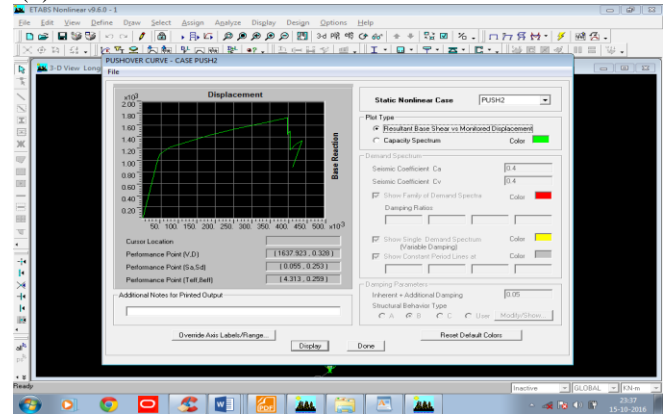 ETABS Nonlinear v9.6.0 - 1
File Edit View Define Draw Select Assign Analyze Display Design Options Help
3-D View Long
PUSHOVER CURVE - CASE PUSH2
File
Displacement
x10³
2.00
1.80
1.60
1.40
1.20
1.00
0.80
0.60
0.40
0.20
50. 100. 150. 200. 250. 300. 350. 400. 450. 500. x10⁻³
Base Reaction
Cursor Location
Performance Point (V,D) ( 1637.923 , 0.328 )
Performance Point (Sa,Sd) ( 0.055 , 0.253 )
Performance Point (Teff,Beff) ( 4.313 , 0.259 )
Additional Notes for Printed Output
Static Nonlinear Case PUSH2
Plot Type
Resultant Base Shear vs Monitored Displacement
Capacity Spectrum Color
Demand Spectrum
Seismic Coefficient Ca 0.4
Seismic Coefficient Cv 0.4
Show Family of Demand Spectra Color
Damping Ratios
Show Single Demand Spectrum Color
(Variable Damping)
Show Constant Period Lines at Color
Damping Parameters
Inherent + Additional Damping 0.05
Structural Behavior Type
A B C User Modify/Show...
Override Axis Labels/Range... Reset Default Colors
Display Done
Ready Inactive GLOBAL KN-m
23:37
15-10-2016